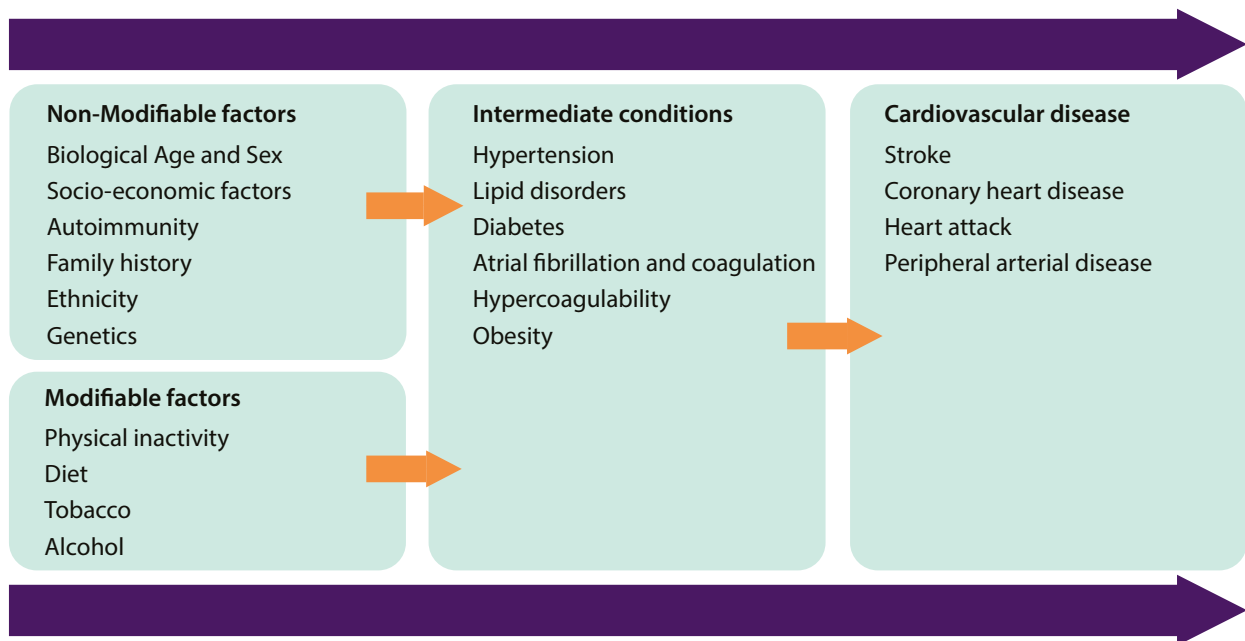 Non-Modifiable factors
Biological Age and Sex
Socio-economic factors
Autoimmunity
Family history
Ethnicity
Genetics
Modifiable factors
Physical inactivity
Diet
Tobacco
Alcohol
Intermediate conditions
Hypertension
Lipid disorders
Diabetes
Atrial fibrillation and coagulation
Hypercoagulability
Obesity
Cardiovascular disease
Stroke
Coronary heart disease
Heart attack
Peripheral arterial disease